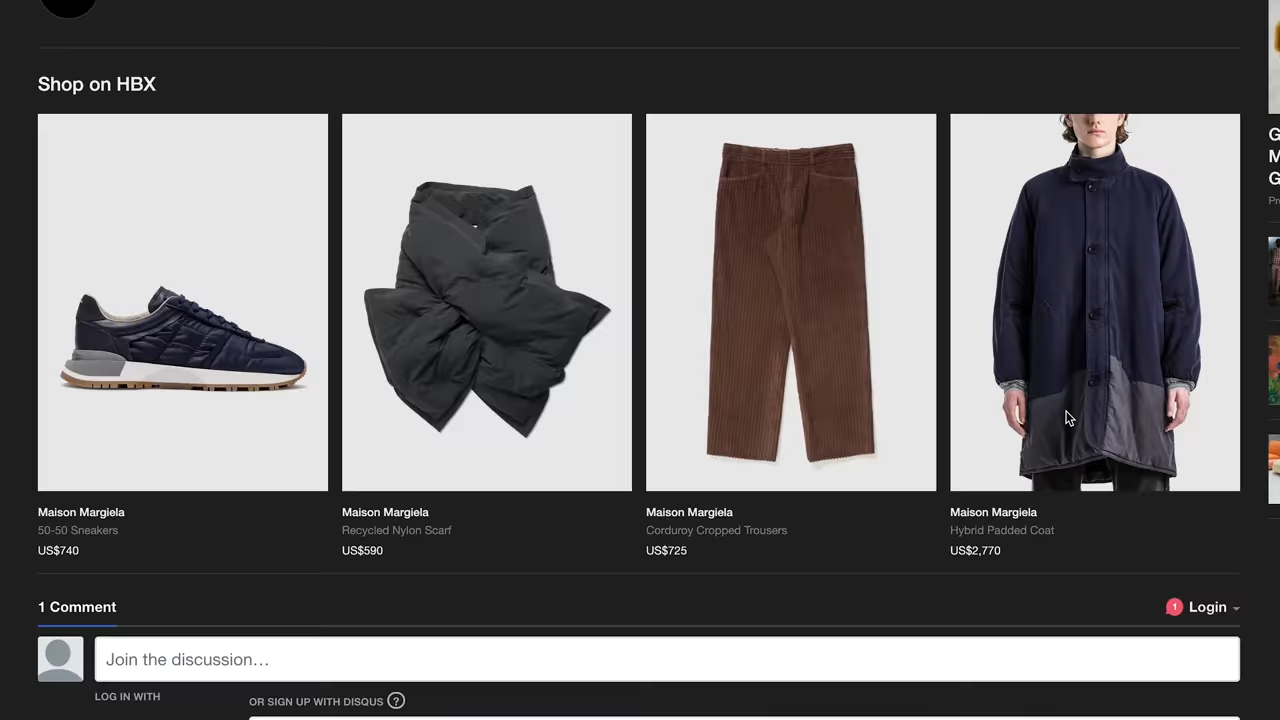 Shop on HBX
Maison Margiela
50-50 Sneakers
US$740
Maison Margiela
Recycled Nylon Scarf
US$590
Maison Margiela
Corduroy Cropped Trousers
US$725
Maison Margiela
Hybrid Padded Coat
US$2,770
G
M
G
Pr
1 Comment
1 Login
Join the discussion…
LOG IN WITH
OR SIGN UP WITH DISQUS ?